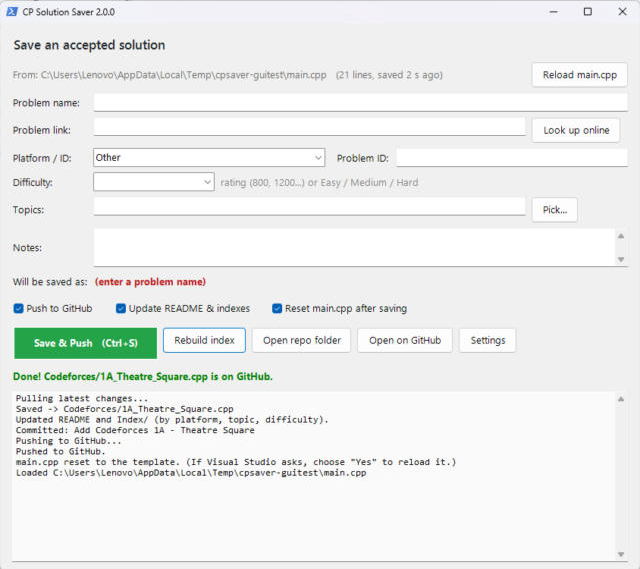 CP Solution Saver 2.0.0
Save an accepted solution
From: C:\Users\Lenovo\AppData\Local\Temp\cpsaver-guitest\main.cpp (21 lines, saved 2 s ago) Reload main.cpp
Problem name:
Problem link: Look up online
Platform / ID: Other Problem ID:
Difficulty: rating (800, 1200...) or Easy / Medium / Hard
Topics: Pick...
Notes:
Will be saved as: (enter a problem name)
Push to GitHub Update README & indexes Reset main.cpp after saving
Save & Push (Ctrl+S) Rebuild index Open repo folder Open on GitHub Settings
Done! Codeforces/1A_Theatre_Square.cpp is on GitHub.
Pulling latest changes...
Saved -> Codeforces/1A_Theatre_Square.cpp
Updated README and Index/ (by platform, topic, difficulty).
Committed: Add Codeforces 1A - Theatre Square
Pushing to GitHub...
Pushed to GitHub.
main.cpp reset to the template. (If Visual Studio asks, choose "Yes" to reload it.)
Loaded C:\Users\Lenovo\AppData\Local\Temp\cpsaver-guitest\main.cpp